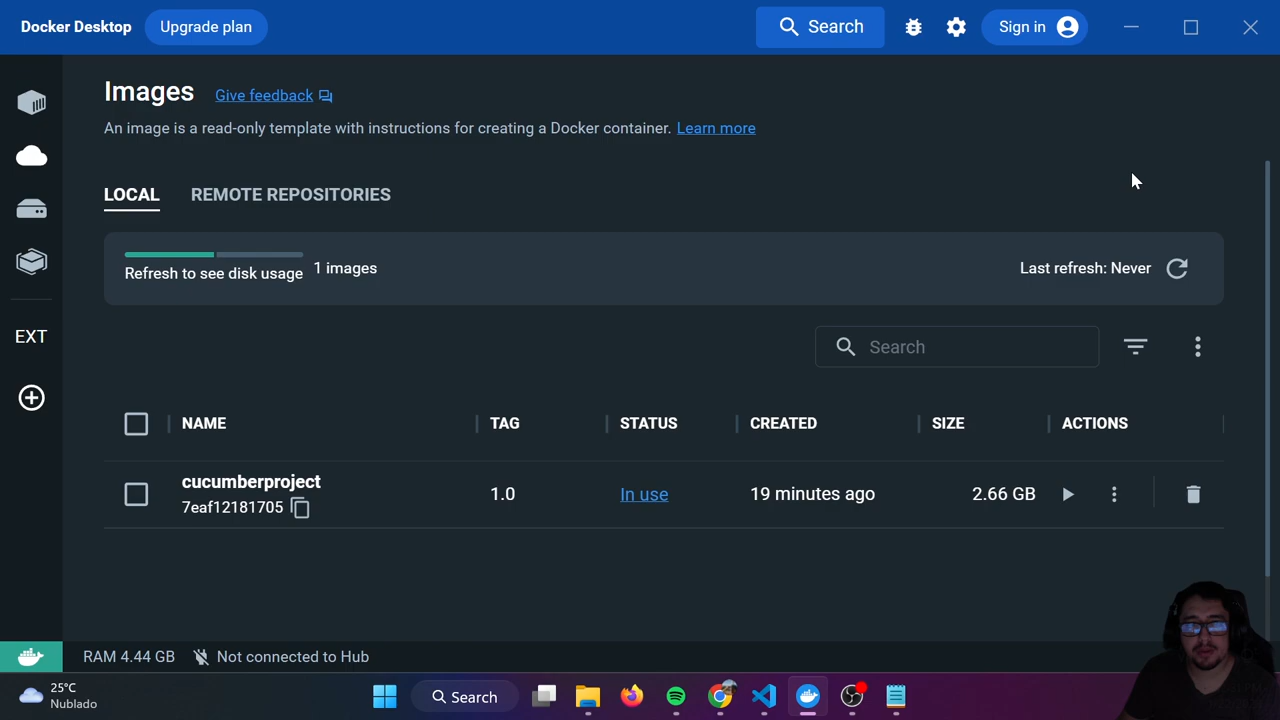 Docker Desktop
Upgrade plan
Search
Sign in
Images
Give feedback
An image is a read-only template with instructions for creating a Docker container. Learn more
LOCAL
REMOTE REPOSITORIES
Refresh to see disk usage
1 images
Last refresh: Never
EXT
Search
NAME
TAG
STATUS
CREATED
SIZE
ACTIONS
cucumberproject
7eaf12181705
1.0
In use
19 minutes ago
2.66 GB
RAM 4.44 GB
Not connected to Hub
25°C
Nublado
Search